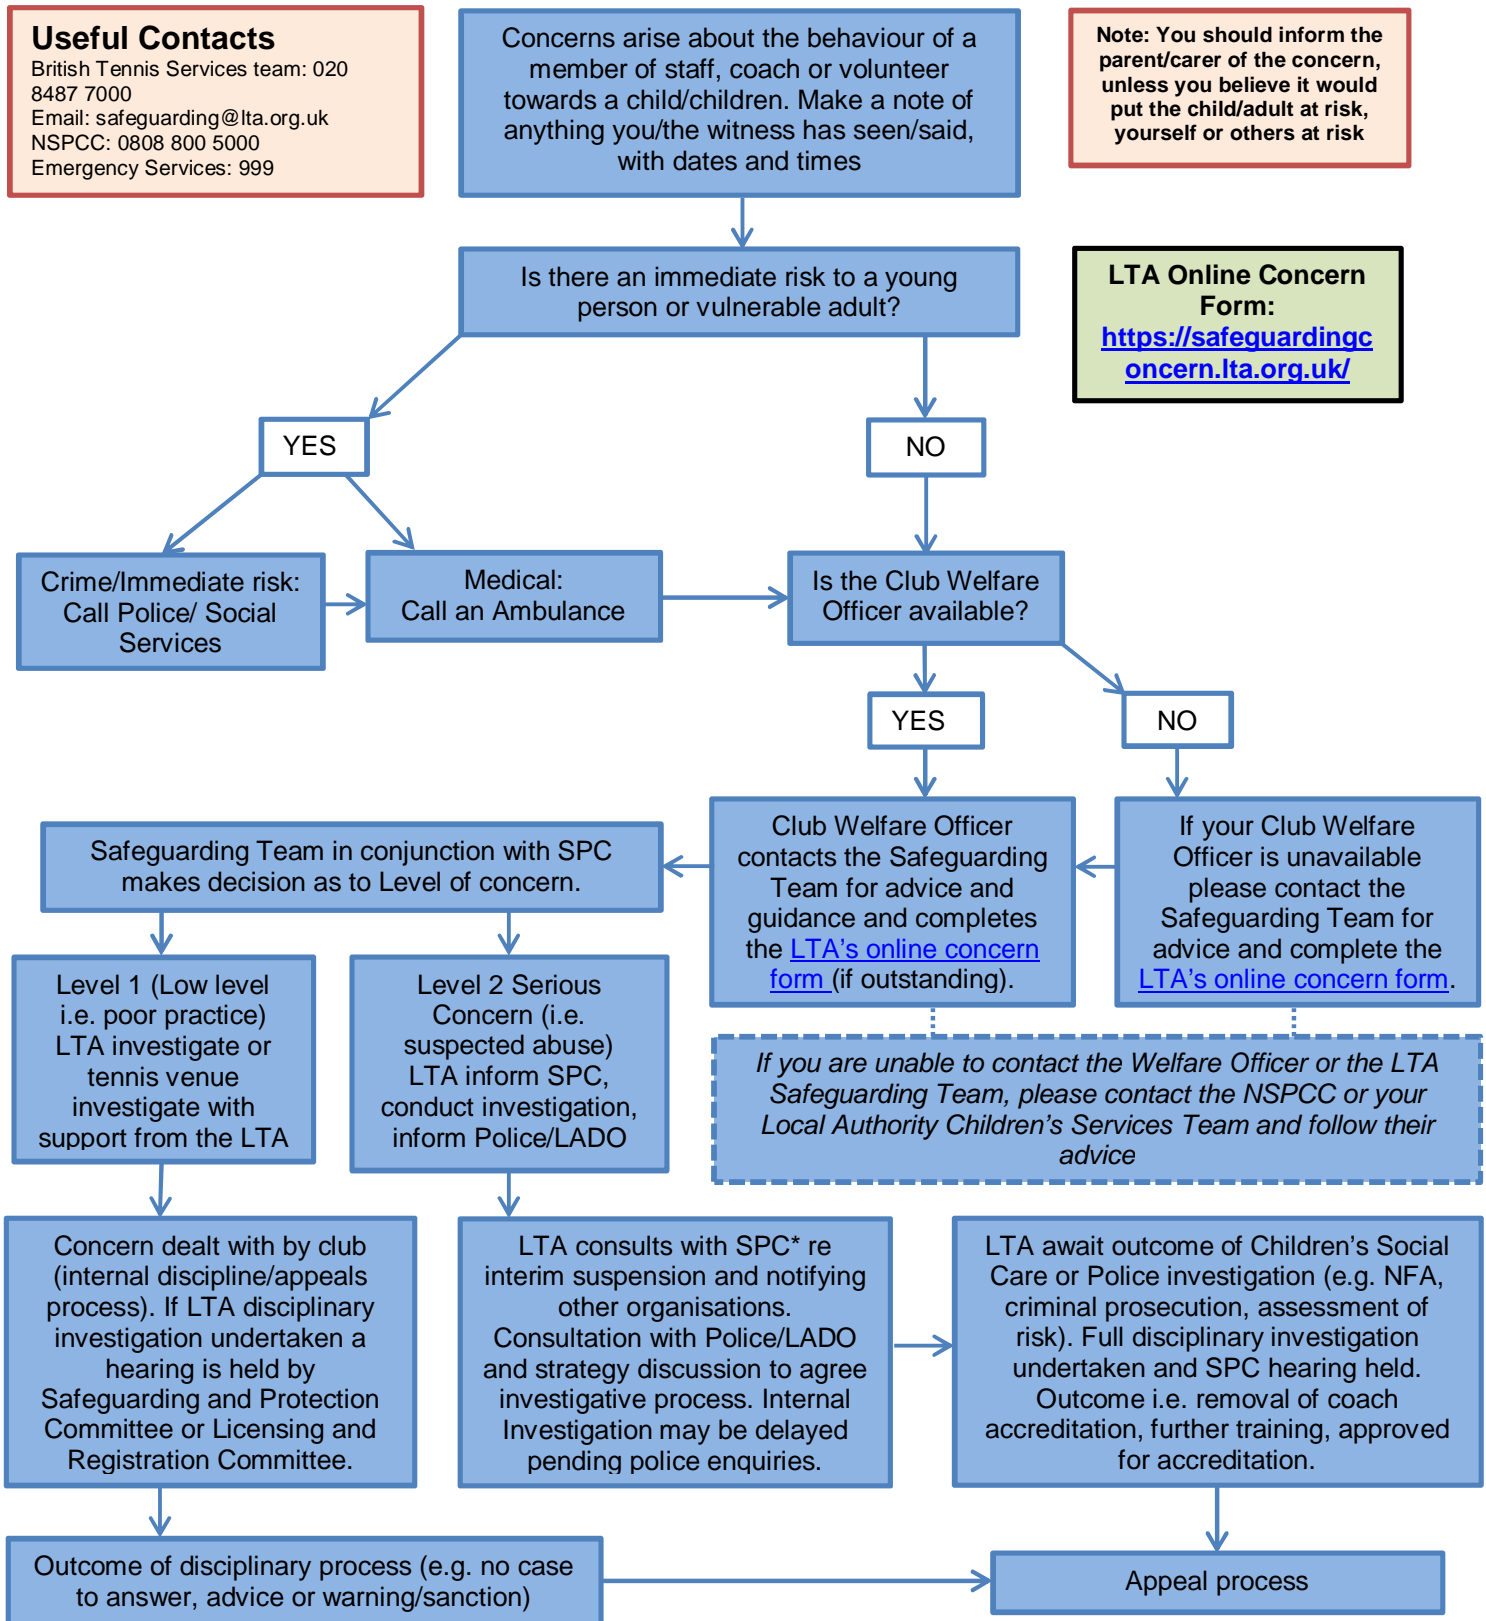 Useful Contacts
British Tennis Services team: 020
8487 7000
Email: safeguarding@lta.org.uk
NSPCC: 0808 800 5000
Emergency Services: 999
Concerns arise about the behaviour of a
member of staff, coach or volunteer
towards a child/children. Make a note of
anything you/the witness has seen/said,
with dates and times
Note: You should inform the
parent/carer of the concern,
unless you believe it would
put the child/adult at risk,
yourself or others at risk
Is there an immediate risk to a young
person or vulnerable adult?
LTA Online Concern
Form:
https://safeguardingc
oncern.lta.org.uk/
YES
NO
Crime/Immediate risk:
Call Police/ Social
Services
Medical:
Call an Ambulance
Is the Club Welfare
Officer available?
YES
NO
Safeguarding Team in conjunction with SPC
makes decision as to Level of concern.
Club Welfare Officer
contacts the Safeguarding
Team for advice and
guidance and completes
the LTA's online concern
form (if outstanding).
If your Club Welfare
Officer is unavailable
please contact the
Safeguarding Team for
advice and complete the
LTA's online concern form.
Level 1 (Low level
i.e. poor practice)
LTA investigate or
tennis venue
investigate with
support from the LTA
Level 2 Serious
Concern (i.e.
suspected abuse)
LTA inform SPC,
conduct investigation,
inform Police/LADO
If you are unable to contact the Welfare Officer or the LTA
Safeguarding Team, please contact the NSPCC or your
Local Authority Children's Services Team and follow their
advice
Concern dealt with by club
(internal discipline/appeals
process). If LTA disciplinary
investigation undertaken a
hearing is held by
Safeguarding and Protection
Committee or Licensing and
Registration Committee.
LTA consults with SPC* re
interim suspension and notifying
other organisations.
Consultation with Police/LADO
and strategy discussion to agree
investigative process. Internal
Investigation may be delayed
pending police enquiries.
LTA await outcome of Children's Social
Care or Police investigation (e.g. NFA,
criminal prosecution, assessment of
risk). Full disciplinary investigation
undertaken and SPC hearing held.
Outcome i.e. removal of coach
accreditation, further training, approved
for accreditation.
Outcome of disciplinary process (e.g. no case
to answer, advice or warning/sanction)
Appeal process